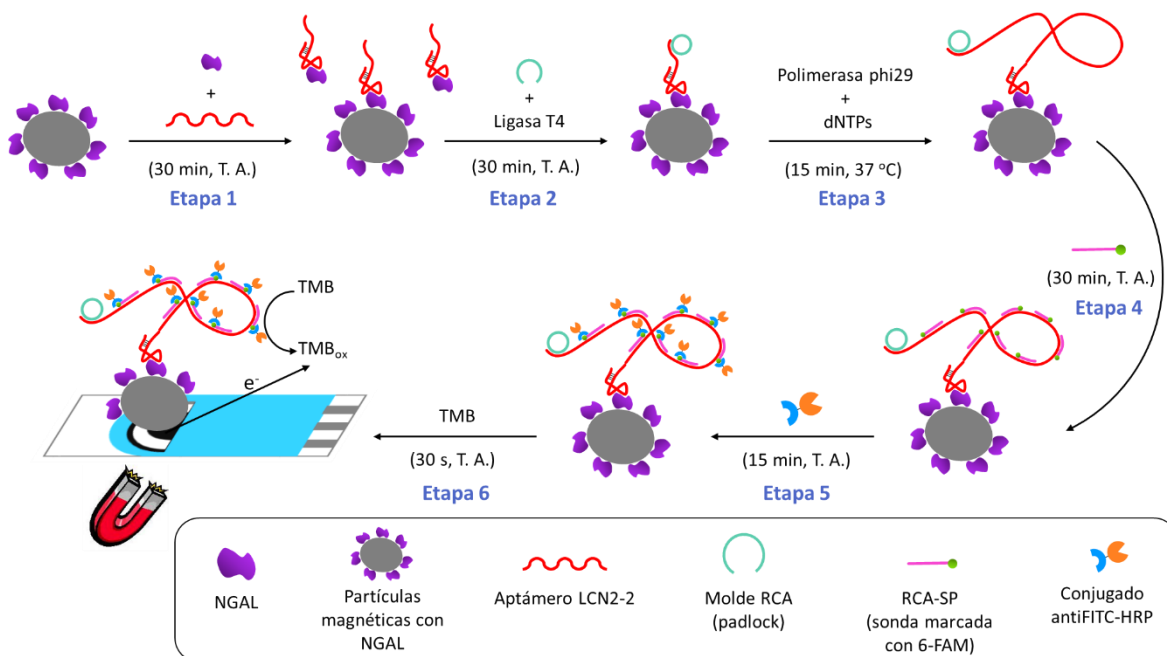 +
(30 min, T. A.)
Etapa 1
+
Ligasa T4
(30 min, T. A.)
Etapa 2
Polimerasa phi29
+
dNTPs
(15 min, 37 ºC)
Etapa 3
(30 min, T. A.)
Etapa 4
(15 min, T. A.)
Etapa 5
TMB
(30 s, T. A.)
Etapa 6
TMB
TMBox
e-
NGAL
Partículas
magnéticas con
NGAL
Aptámero LCN2-2
Molde RCA
(padlock)
RCA-SP
(sonda marcada
con 6-FAM)
Conjugado
antiFITC-HRP